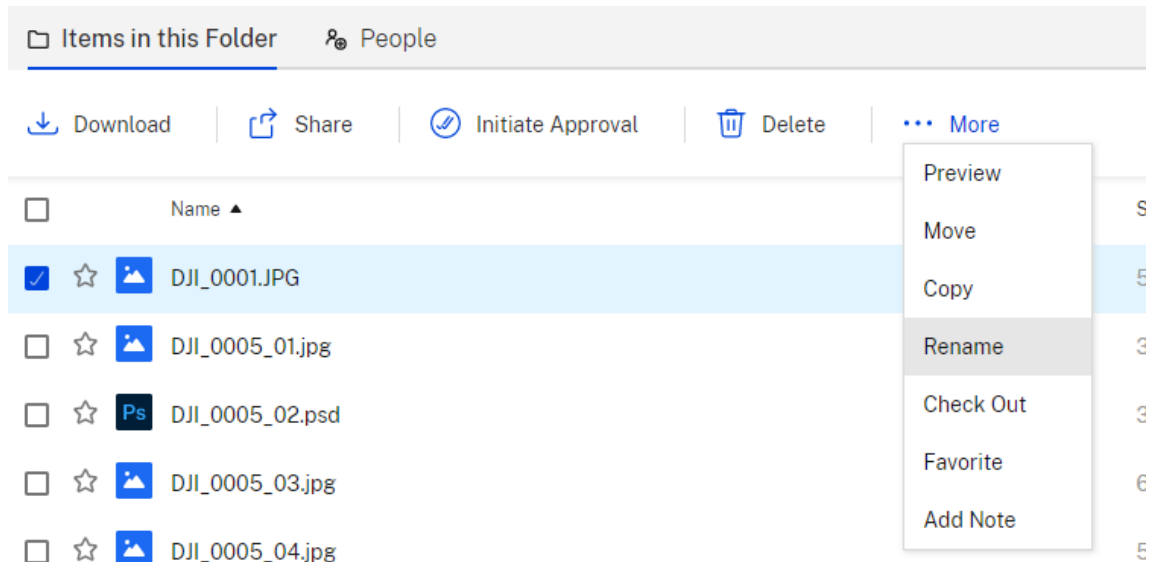 Items in this Folder People
Download Share Initiate Approval Delete More
Preview
Name
Move
DJI_0001.JPG
Copy
DJI_0005_01.jpg
Rename
Ps DJI_0005_02.psd
Check Out
Favorite
DJI_0005_03.jpg
Add Note
DJI_0005_04.jpg